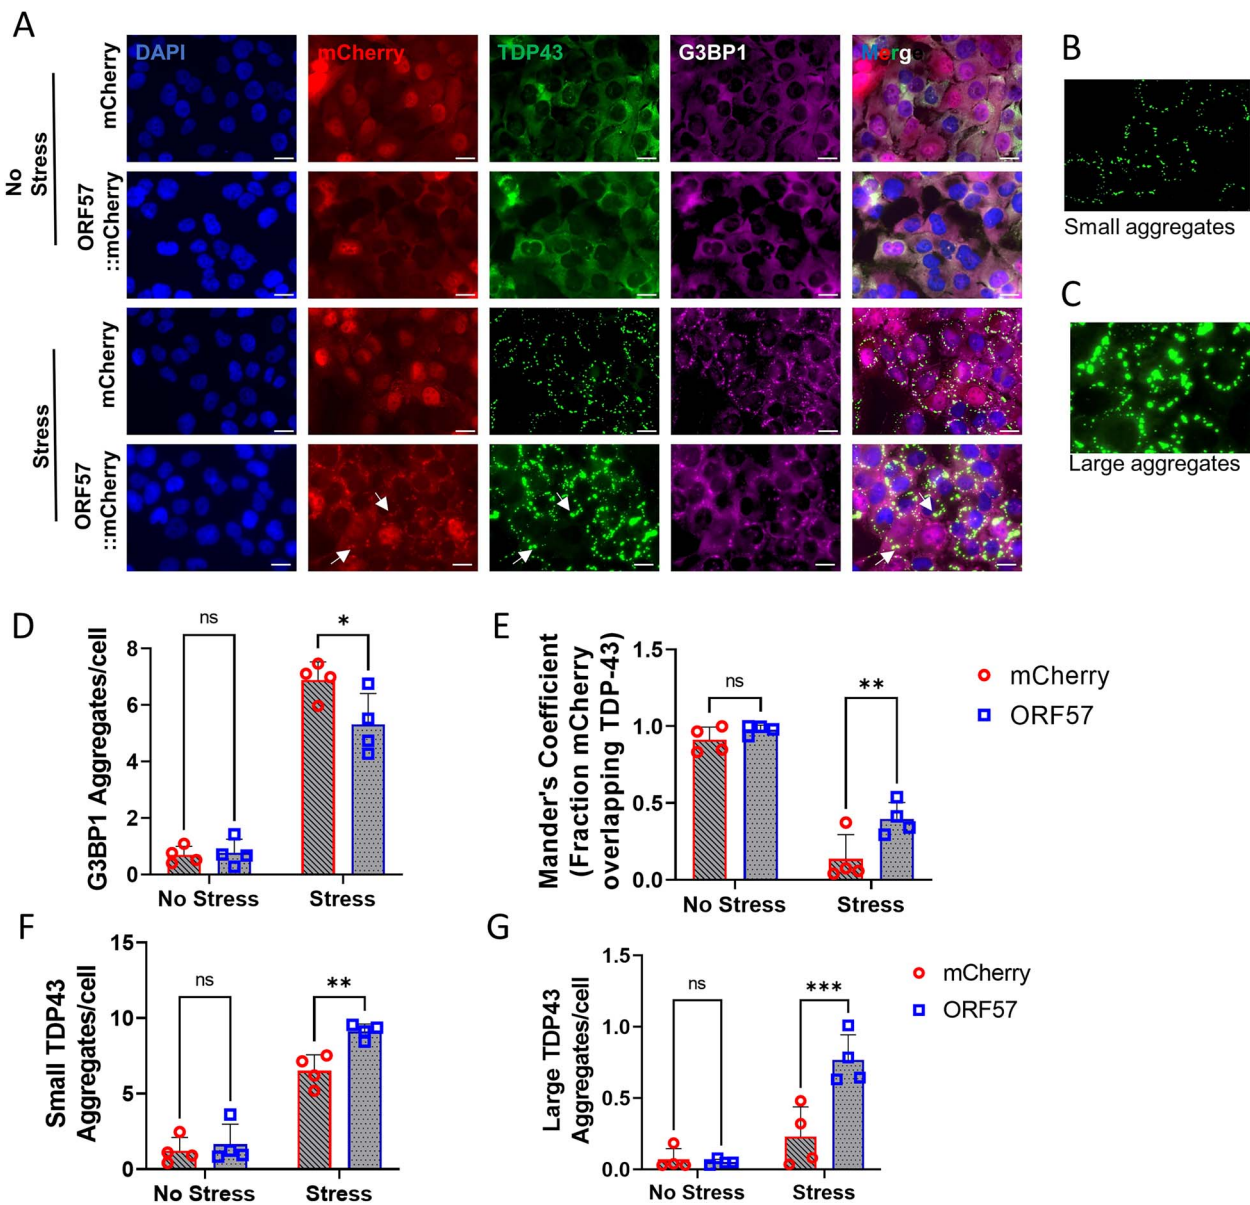 A
B
DAPI
mCherry
TDP43
G3BP1
Merge
No
Stress
mCherry
ORF57
::mCherry
Small aggregates
C
Stress
mCherry
ORF57
::mCherry
Large aggregates
D
G3BP1 Aggregates/cell
8
6
4
2
0
ns
*
No Stress
Stress
E
Mander's Coefficient
(Fraction mCherry
overlapping TDP-43)
1.5
1.0
0.5
0.0
ns
**
No Stress
Stress
mCherry
ORF57
F
Small TDP43
Aggregates/cell
15
10
5
0
ns
**
No Stress
Stress
G
Large TDP43
Aggregates/cell
1.5
1.0
0.5
0.0
ns
***
No Stress
Stress
mCherry
ORF57